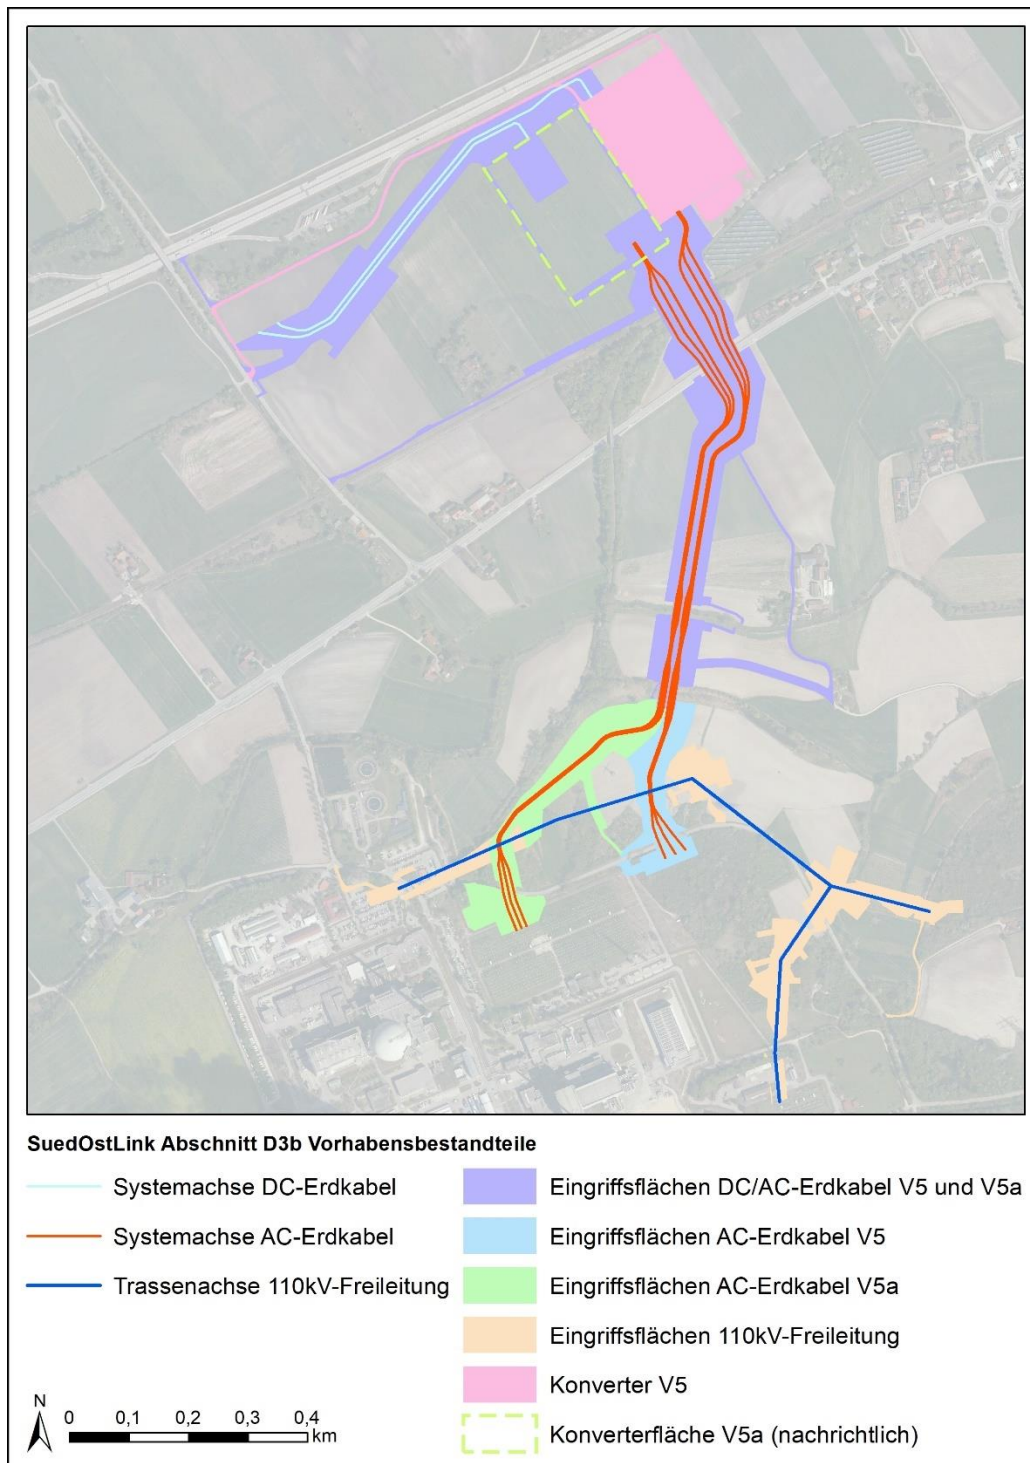 SuedOstLink Abschnitt D3b Vorhabensbestandteile
Systemachse DC-Erdkabel
Systemachse AC-Erdkabel
Trassenachse 110kV-Freileitung
Eingriffsflächen DC/AC-Erdkabel V5 und V5a
Eingriffsflächen AC-Erdkabel V5
Eingriffsflächen AC-Erdkabel V5a
Eingriffsflächen 110kV-Freileitung
Konverter V5
Konverterfläche V5a (nachrichtlich)
N
0 0,1 0,2 0,3 0,4
km